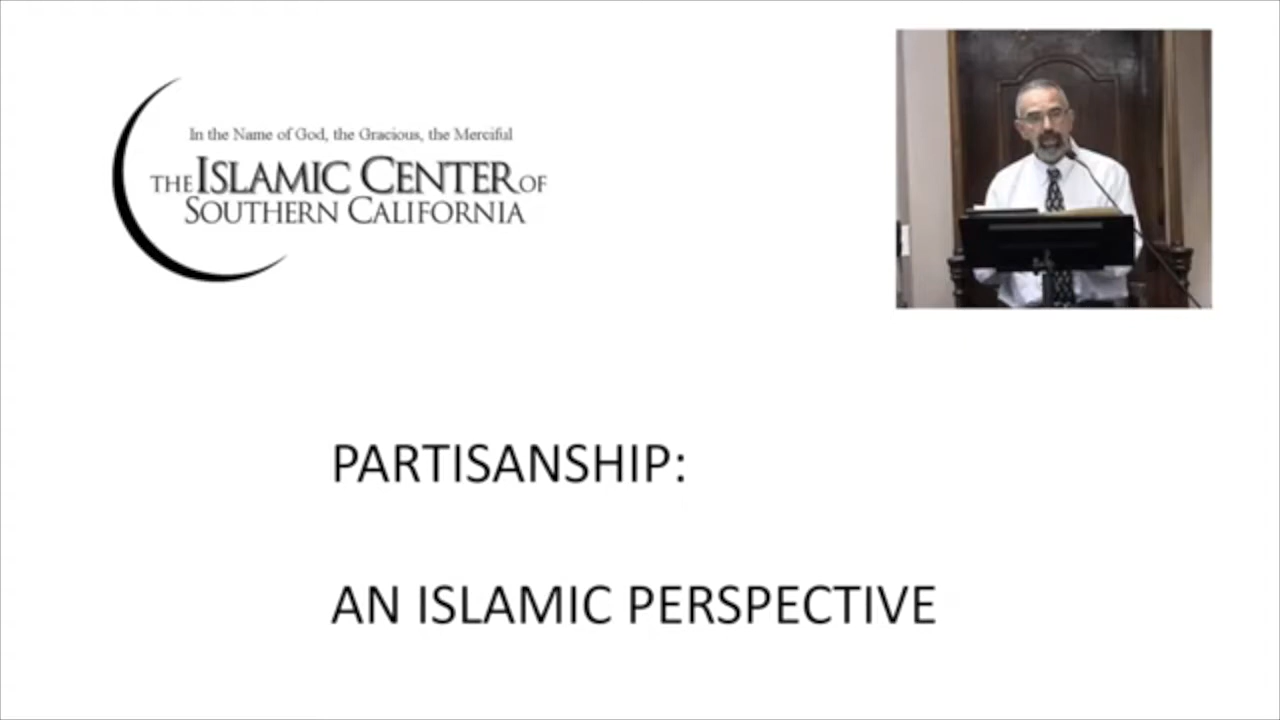 In the Name of God, the Gracious, the Merciful
THE ISLAMIC CENTER OF
SOUTHERN CALIFORNIA
PARTISANSHIP:
AN ISLAMIC PERSPECTIVE